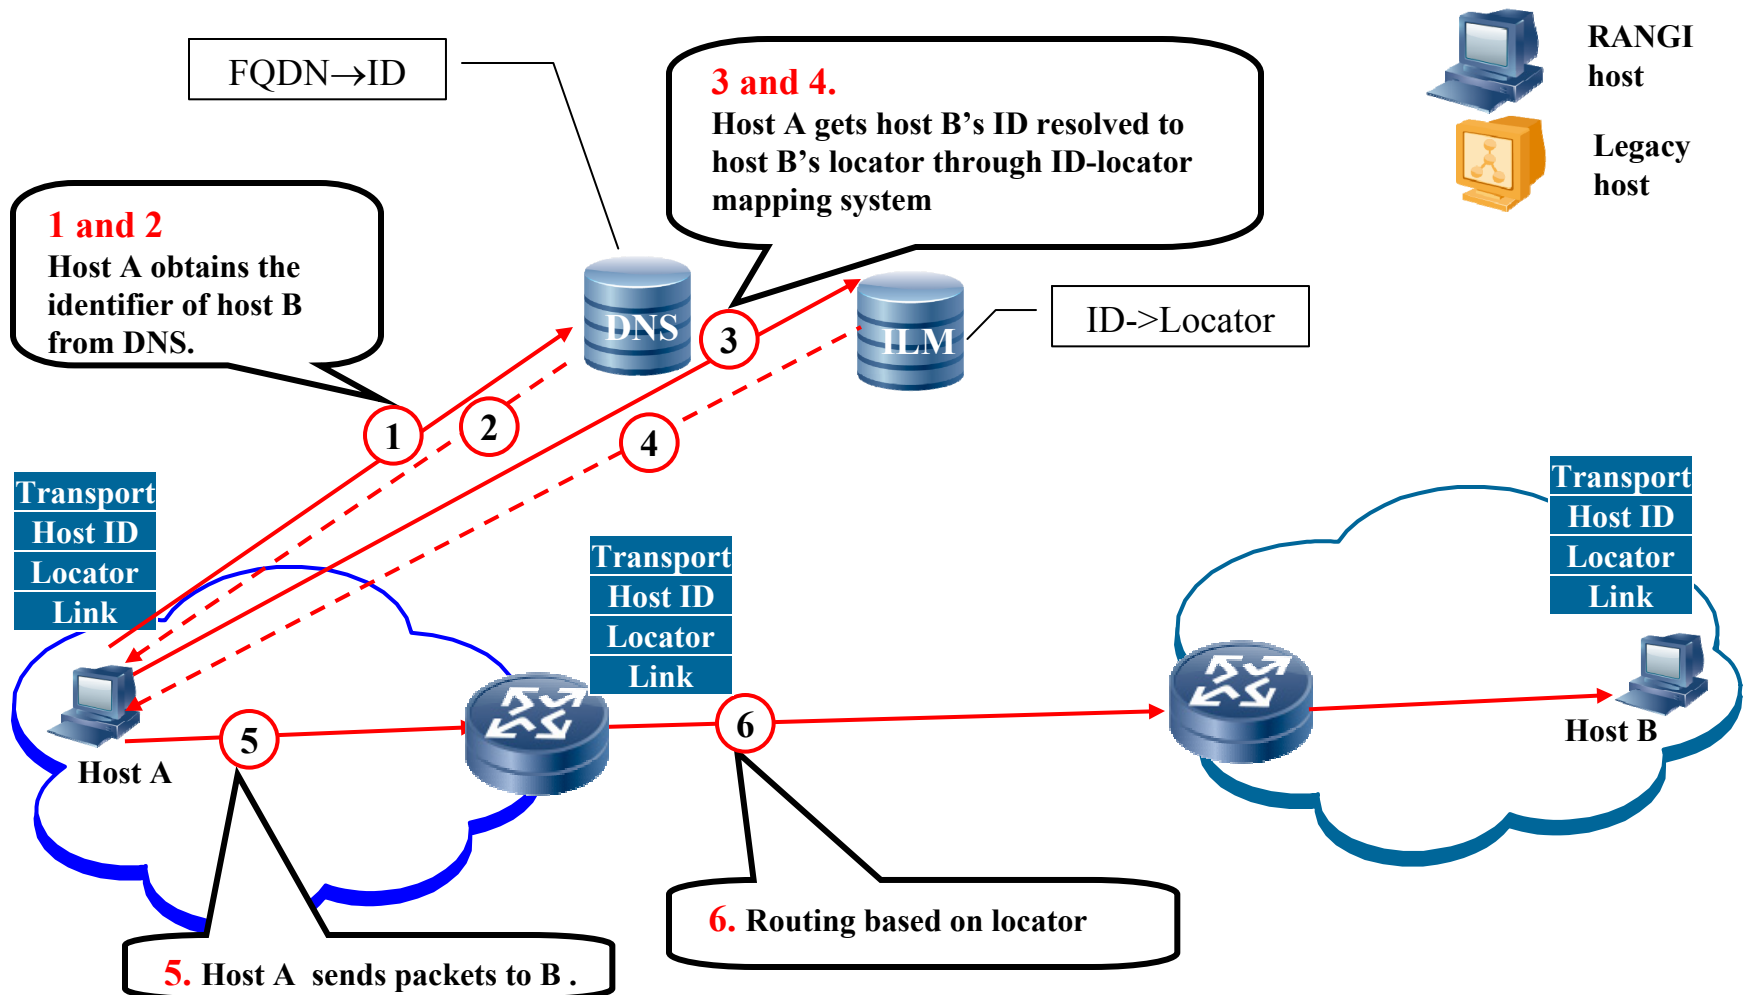 FQDN→ID
3 and 4.
Host A gets host B’s ID resolved to
host B’s locator through ID-locator
mapping system
RANGI
host
Legacy
host
1 and 2
Host A obtains the
identifier of host B
from DNS.
DNS
ILM
ID->Locator
3
1
2
4
Transport
Host ID
Locator
Link
Transport
Host ID
Locator
Link
Transport
Host ID
Locator
Link
Host A
5
6
Host B
6. Routing based on locator
5. Host A  sends packets to B .